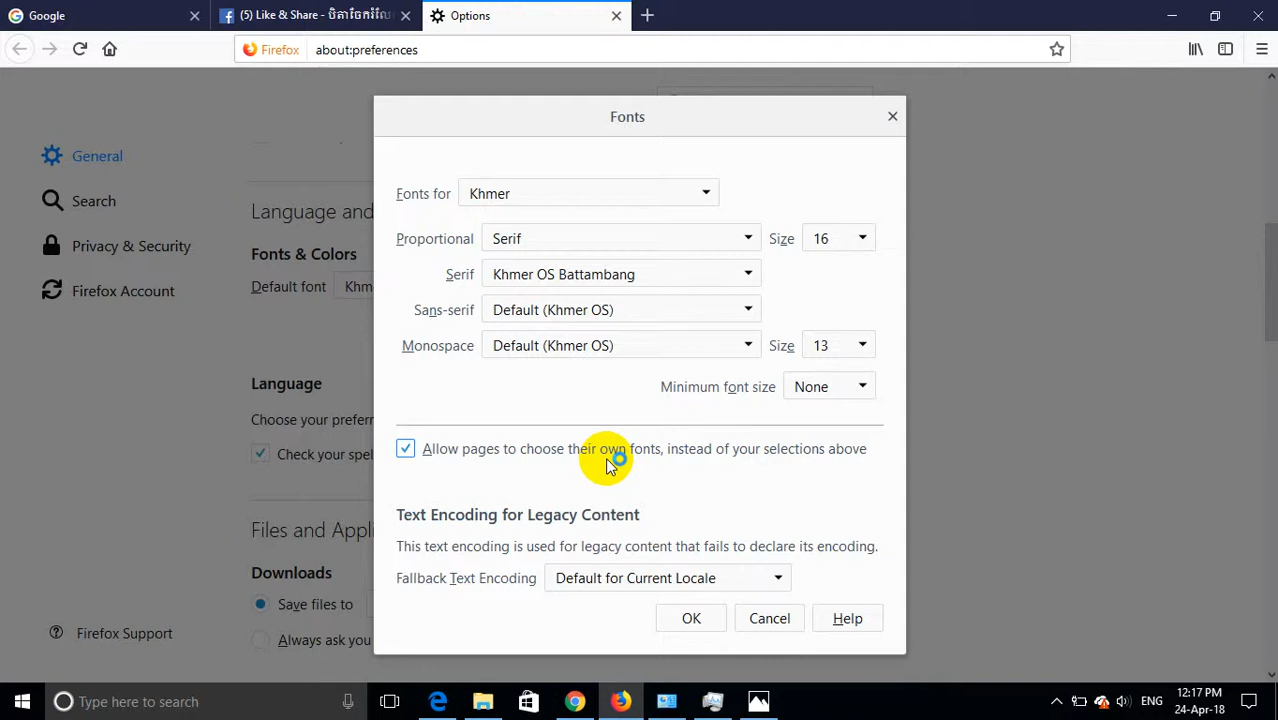 Google
(5) Like & Share - បិតាចែករំលែ
Options
Firefox
about:preferences
Fonts
General
Fonts for Khmer
Search
Language and
Proportional Serif Size 16
Privacy & Security
Fonts & Colors
Serif Khmer OS Battambang
Firefox Account
Default font Khm
Sans-serif Default (Khmer OS)
Monospace Default (Khmer OS) Size 13
Language
Minimum font size None
Choose your prefer
Check your spel
Allow pages to choose their own fonts, instead of your selections above
Text Encoding for Legacy Content
Files and Appli
This text encoding is used for legacy content that fails to declare its encoding.
Downloads
Fallback Text Encoding Default for Current Locale
Save files to
OK Cancel Help
Firefox Support
Always ask you
Type here to search
ENG
12:17 PM
24-Apr-18